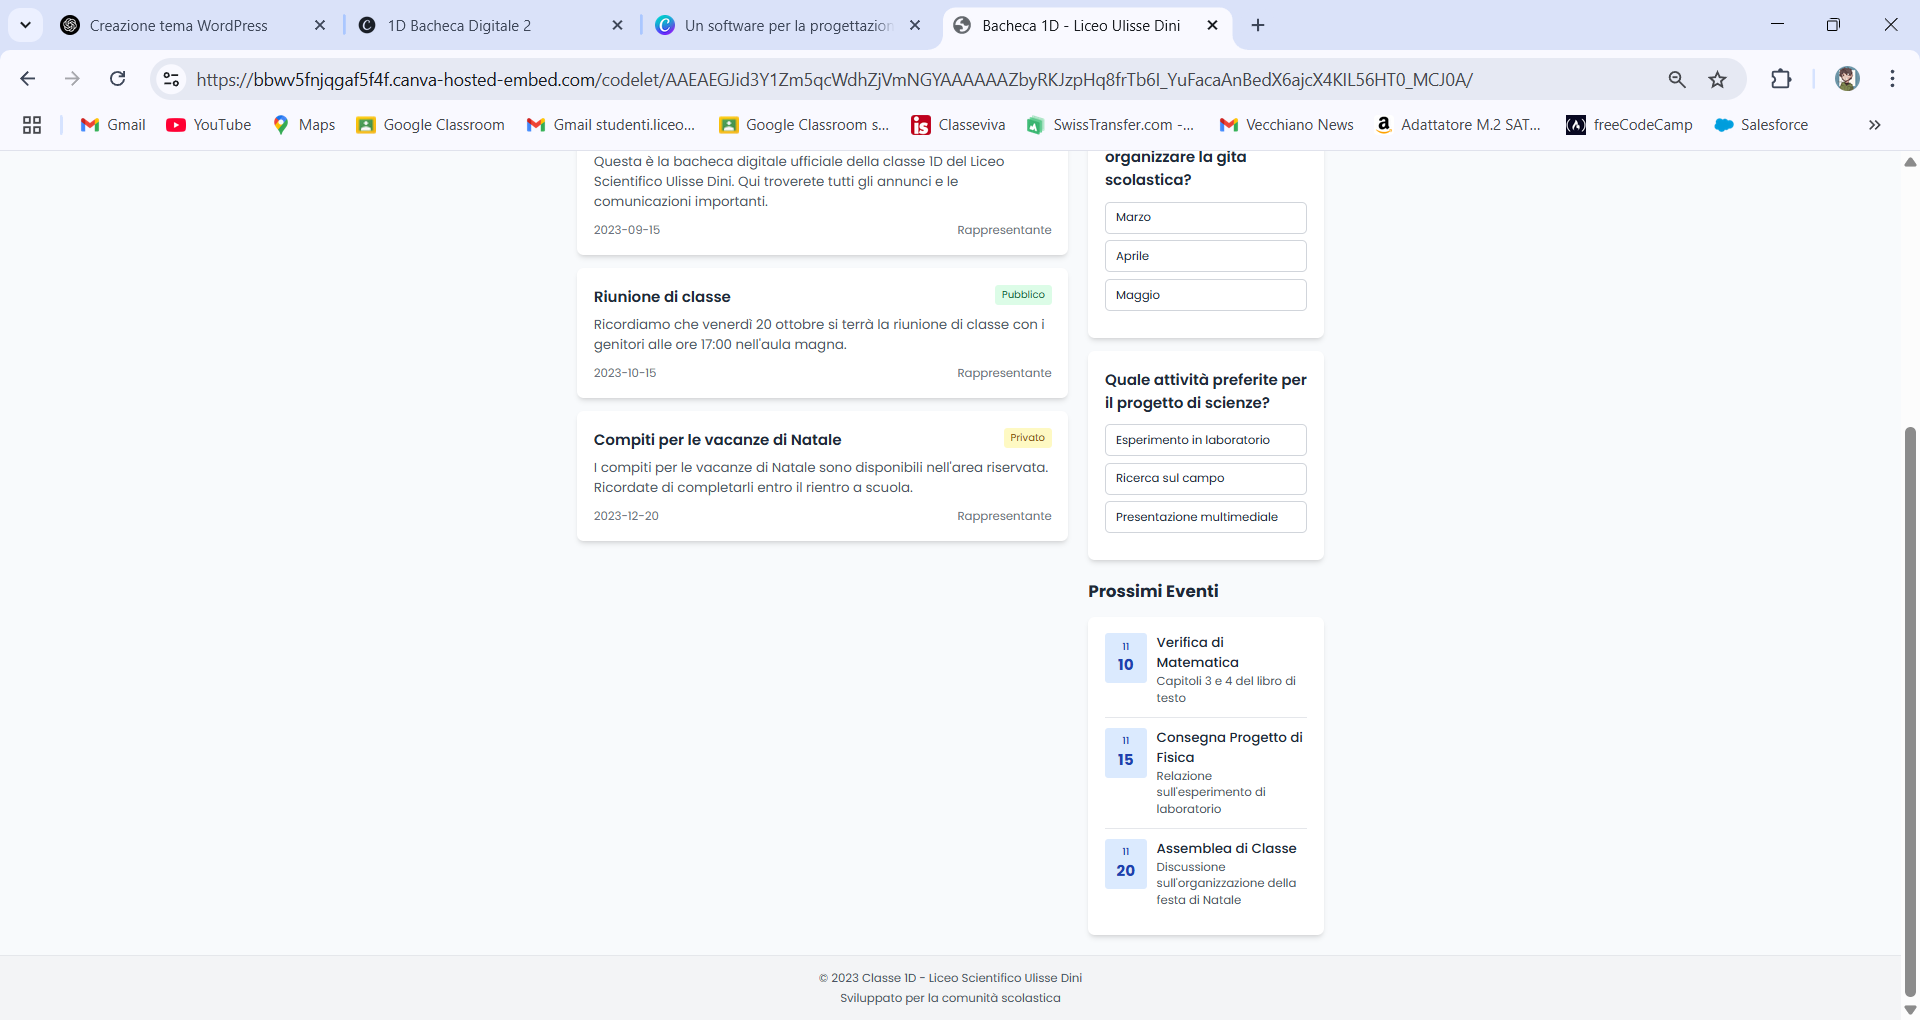 Creazione tema WordPress
1D Bacheca Digitale 2
Un software per la progettazion
Bacheca 1D - Liceo Ulisse Dini
https://bbwv5fnjqgaf5f4f.canva-hosted-embed.com/codelet/AAEAEGJid3Y1Zm5qcWdhZjVmNGYAAAAAAZbyRKJzpHq8frTb6I_YuFacaAnBedX6ajcX4KIL56HT0_MCJ0A/
Gmail
YouTube
Maps
Google Classroom
Gmail studenti.liceo...
Google Classroom s...
Classeviva
SwissTransfer.com -...
Vecchiano News
Adattatore M.2 SAT...
freeCodeCamp
Salesforce
Questa è la bacheca digitale ufficiale della classe 1D del Liceo
Scientifico Ulisse Dini. Qui troverete tutti gli annunci e le
comunicazioni importanti.
2023-09-15
Rappresentante
Riunione di classe
Pubblico
Ricordiamo che venerdì 20 ottobre si terrà la riunione di classe con i
genitori alle ore 17:00 nell'aula magna.
2023-10-15
Rappresentante
Compiti per le vacanze di Natale
Privato
I compiti per le vacanze di Natale sono disponibili nell'area riservata.
Ricordate di completarli entro il rientro a scuola.
2023-12-20
Rappresentante
organizzare la gita
scolastica?
Marzo
Aprile
Maggio
Quale attività preferite per
il progetto di scienze?
Esperimento in laboratorio
Ricerca sul campo
Presentazione multimediale
Prossimi Eventi
11
10
Verifica di
Matematica
Capitoli 3 e 4 del libro di
testo
11
15
Consegna Progetto di
Fisica
Relazione
sull'esperimento di
laboratorio
11
20
Assemblea di Classe
Discussione
sull'organizzazione della
festa di Natale
© 2023 Classe 1D - Liceo Scientifico Ulisse Dini
Sviluppato per la comunità scolastica